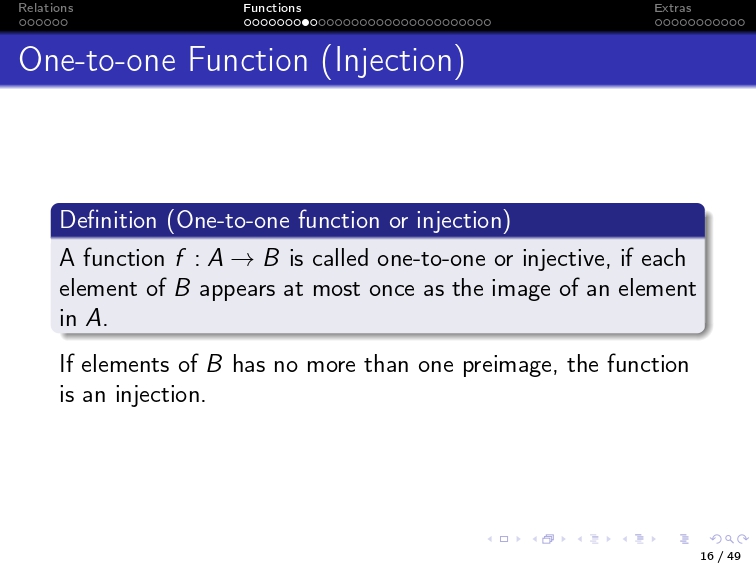 Relations Functions Extras
One-to-one Function (Injection)
Definition (One-to-one function or injection)
A function f : A → B is called one-to-one or injective, if each
element of B appears at most once as the image of an element
in A.
If elements of B has no more than one preimage, the function
is an injection.
16 / 49